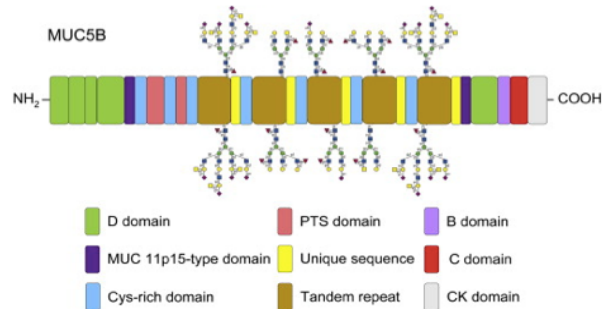 MUC5B
NH₂ COOH
D domain PTS domain B domain
MUC 11p15-type domain Unique sequence C domain
Cys-rich domain Tandem repeat CK domain